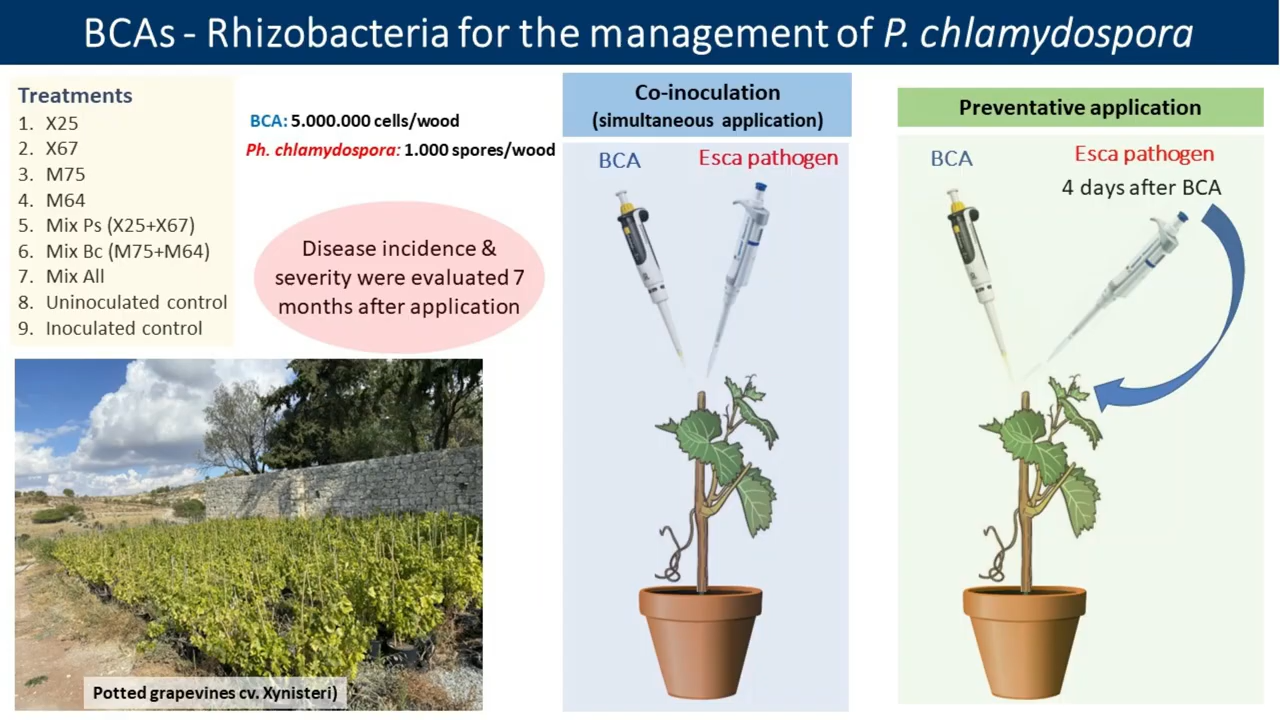 BCAs - Rhizobacteria for the management of P. chlamydospora
Treatments
1. X25
2. X67
3. M75
4. M64
5. Mix Ps (X25+X67)
6. Mix Bc (M75+M64)
7. Mix All
8. Uninoculated control
9. Inoculated control
BCA: 5.000.000 cells/wood
Ph. chlamydospora: 1.000 spores/wood
Disease incidence &
severity were evaluated 7
months after application
Potted grapevines cv. Xynisteri)
Co-inoculation
(simultaneous application)
BCA
Esca pathogen
Preventative application
BCA
Esca pathogen
4 days after BCA